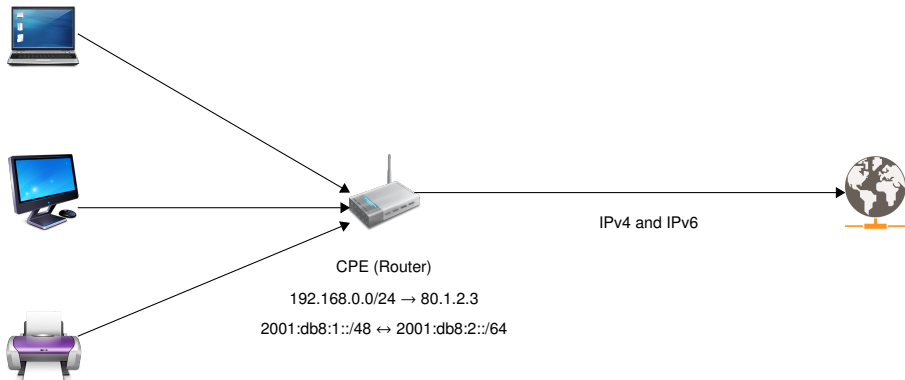 IPv4 and IPv6
CPE (Router)
192.168.0.0/24 → 80.1.2.3
2001:db8:1::/48 ↔ 2001:db8:2::/64